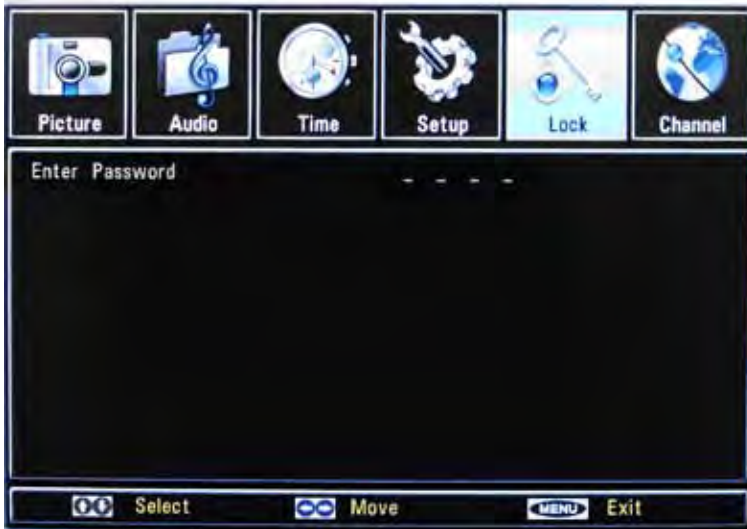 Picture Audio Time Setup Lock Channel
Enter Password _ _ _ _
Select Move MENU Exit